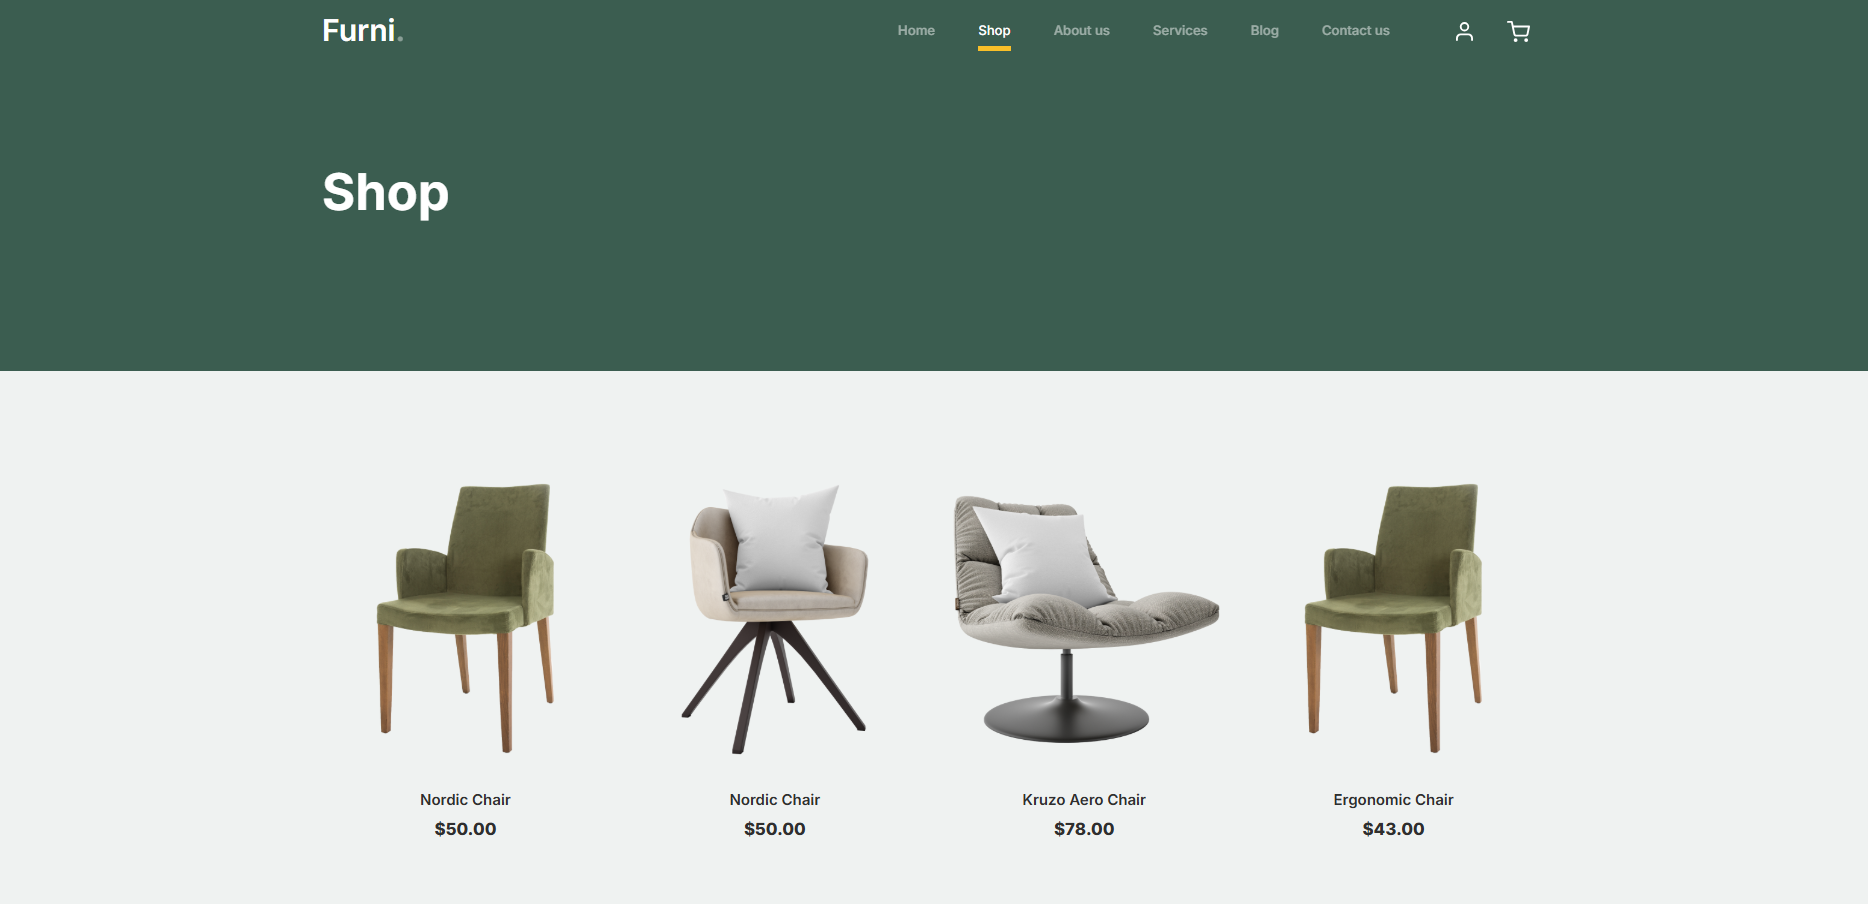 Furni.
Home Shop About us Services Blog Contact us
Shop
Nordic Chair
$50.00
Nordic Chair
$50.00
Kruzo Aero Chair
$78.00
Ergonomic Chair
$43.00